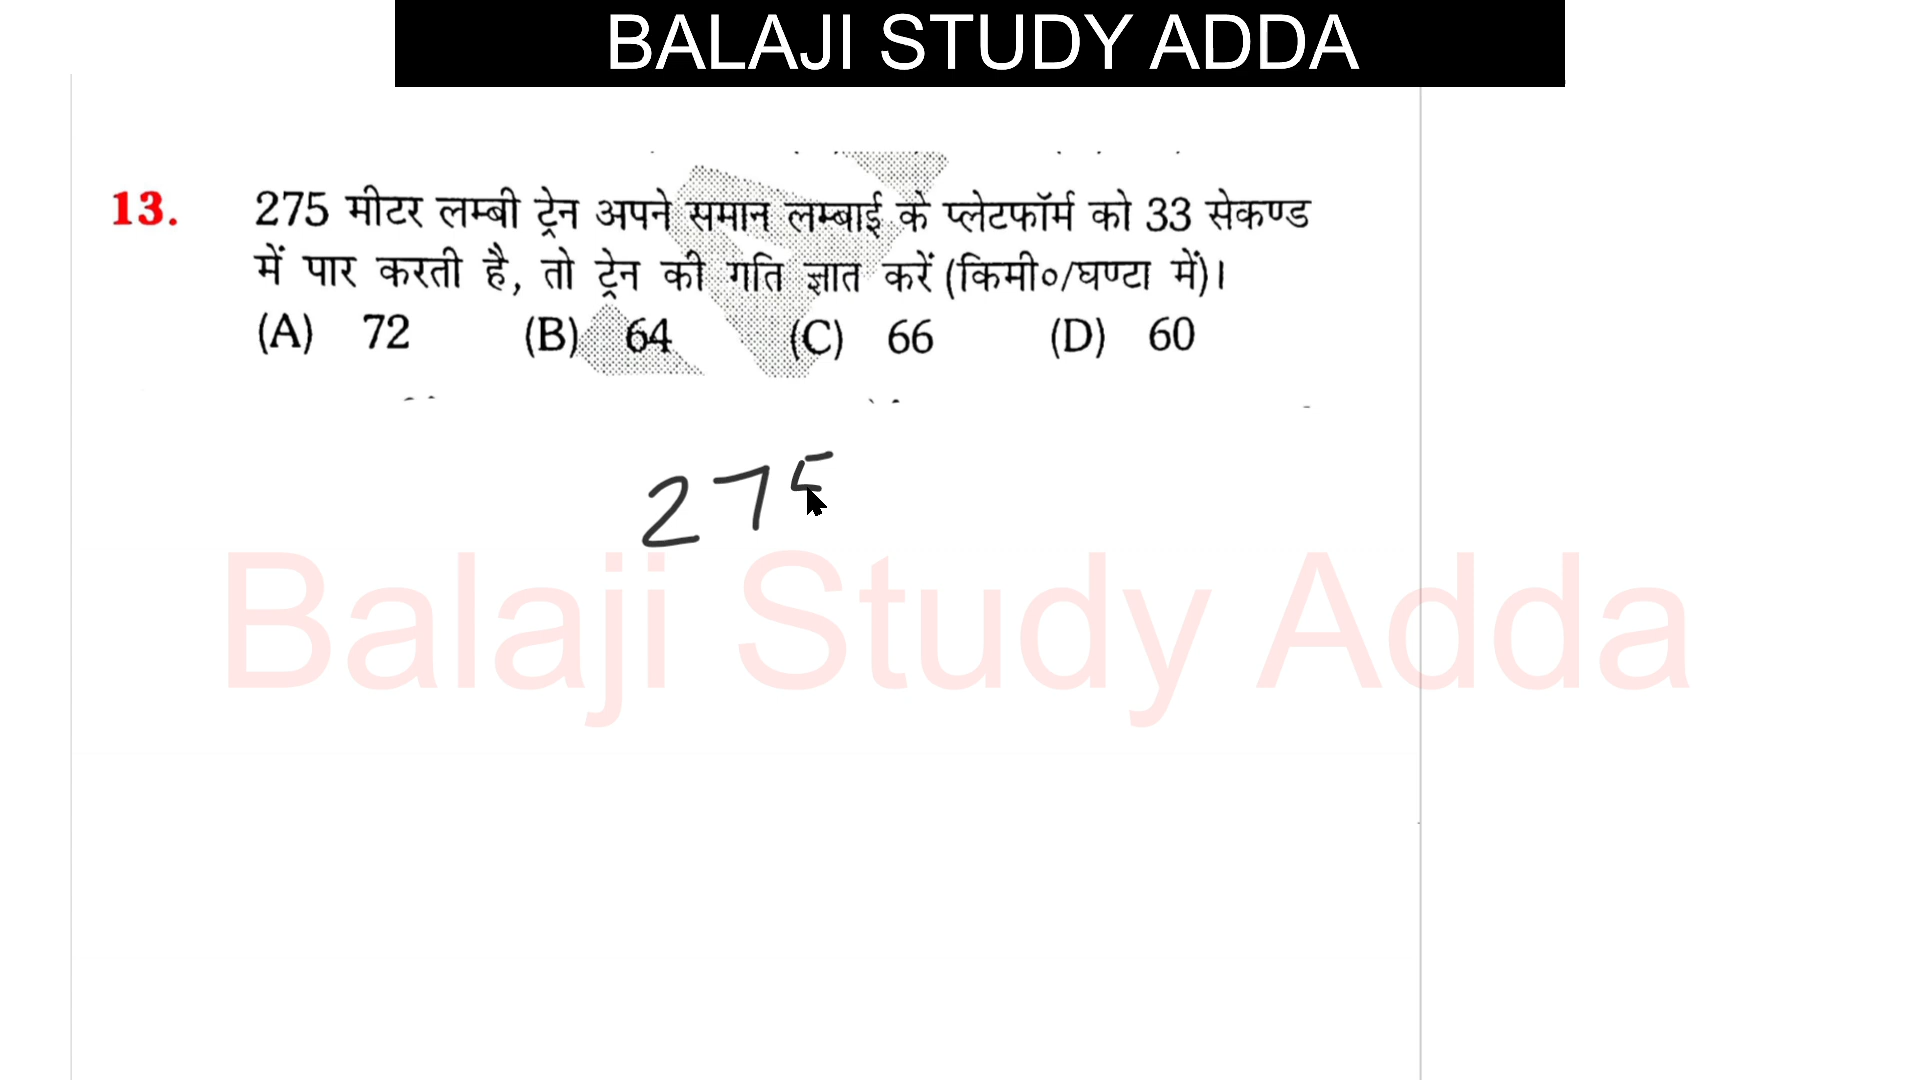 BALAJI STUDY ADDA
13. 275 मीटर लम्बी ट्रेन अपने समान लम्बाई के प्लेटफॉर्म को 33 सेकण्ड
में पार करती है, तो ट्रेन की गति ज्ञात करें (किमी०/घण्टा में)।
(A) 72 (B) 64 (C) 66 (D) 60
275
Balaji Study Adda